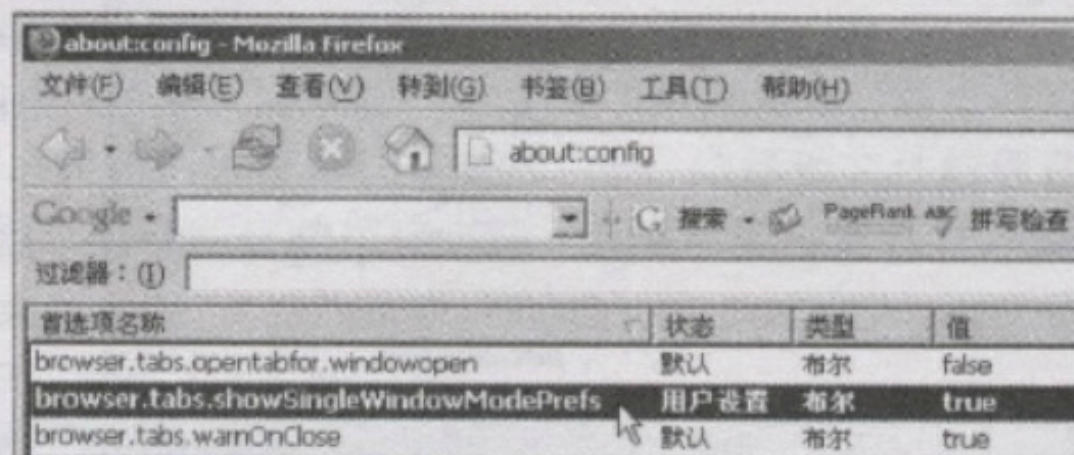 about:config - Mozilla Firefox
文件(F) 编辑(E) 查看(V) 转到(G) 书签(B) 工具(T) 帮助(H)
about:config
Google 搜索 PageRank ABC 拼写检查
过滤器：(I)
首选项名称 状态 类型 值
browser.tabs.opentabfor.windowopen 默认 布尔 false
browser.tabs.showSingleWindowModePrefs 用户设置 布尔 true
browser.tabs.warnOnClose 默认 布尔 true